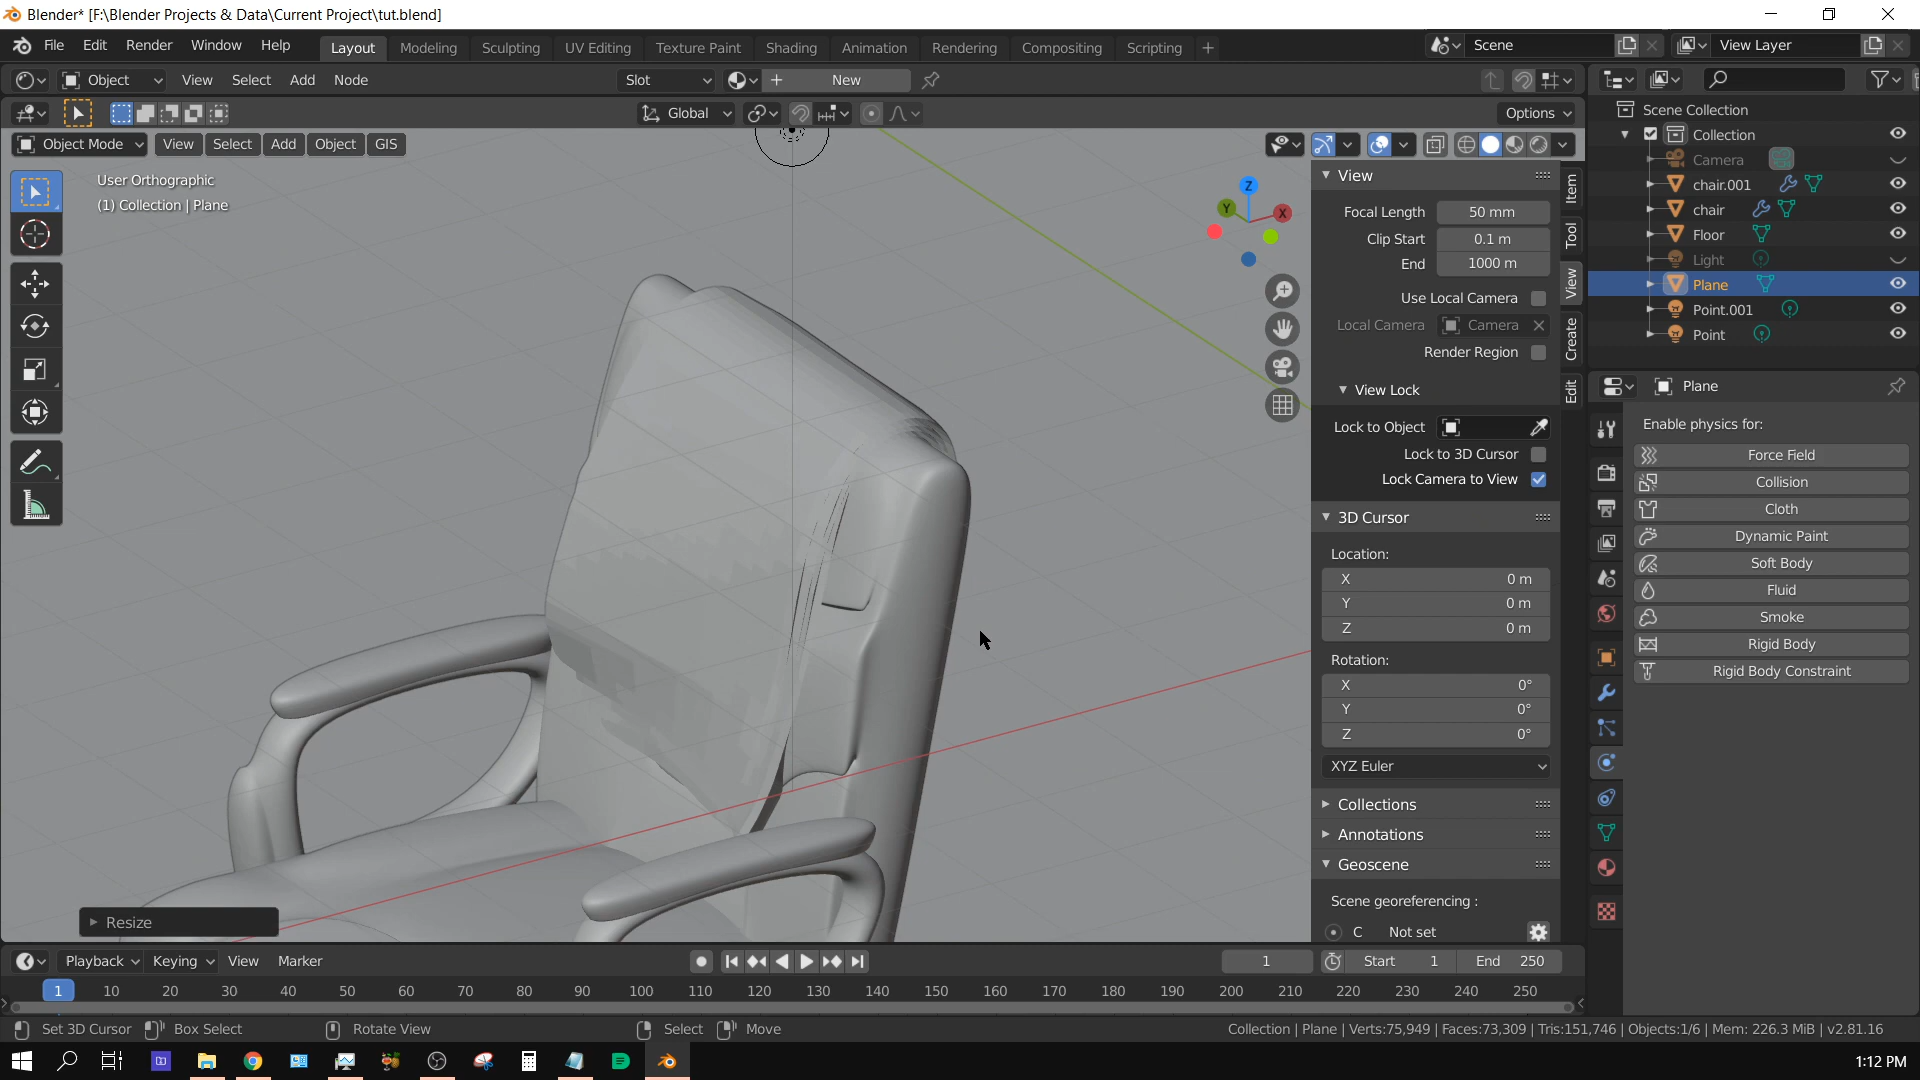 Blender* [F:\Blender Projects & Data\Current Project\tut.blend]
File Edit Render Window Help Layout Modeling Sculpting UV Editing Texture Paint Shading Animation Rendering Compositing Scripting + Scene View Layer
Object View Select Add Node Slot New
Global Options
Object Mode View Select Add Object GIS
User Orthographic
(1) Collection | Plane
Z
Y
X
View
Focal Length 50 mm
Clip Start 0.1 m
End 1000 m
Use Local Camera
Local Camera Camera
Render Region
View Lock
Lock to Object
Lock to 3D Cursor
Lock Camera to View
3D Cursor
Location:
X 0 m
Y 0 m
Z 0 m
Rotation:
X 0°
Y 0°
Z 0°
XYZ Euler
Collections
Annotations
Geoscene
Scene georeferencing :
C Not set
Item
Tool
View
Create
Edit
Scene Collection
Collection
Camera
chair.001
chair
Floor
Light
Plane
Point.001
Point
Plane
Enable physics for:
Force Field
Collision
Cloth
Dynamic Paint
Soft Body
Fluid
Smoke
Rigid Body
Rigid Body Constraint
Resize
Playback Keying View Marker 1 Start 1 End 250
1 10 20 30 40 50 60 70 80 90 100 110 120 130 140 150 160 170 180 190 200 210 220 230 240 250
Set 3D Cursor Box Select Rotate View Select Move Collection | Plane | Verts:75,949 | Faces:73,309 | Tris:151,746 | Objects:1/6 | Mem: 226.3 MiB | v2.81.16
1:12 PM